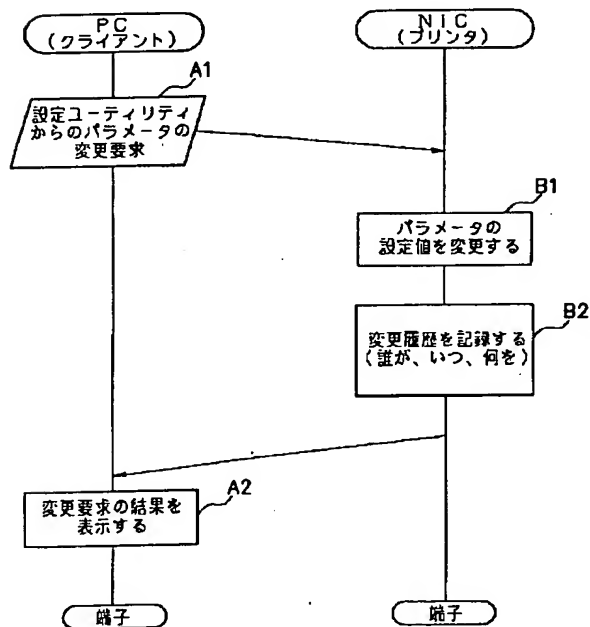 PC
(クライアント)
NIC
(プリンタ)
A1
設定ユーティリティ
からのパラメータの
変更要求
B1
パラメータの
設定値を変更する
B2
変更履歴を記録する
(誰が、いつ、何を)
A2
変更要求の結果を
表示する
端子
端子